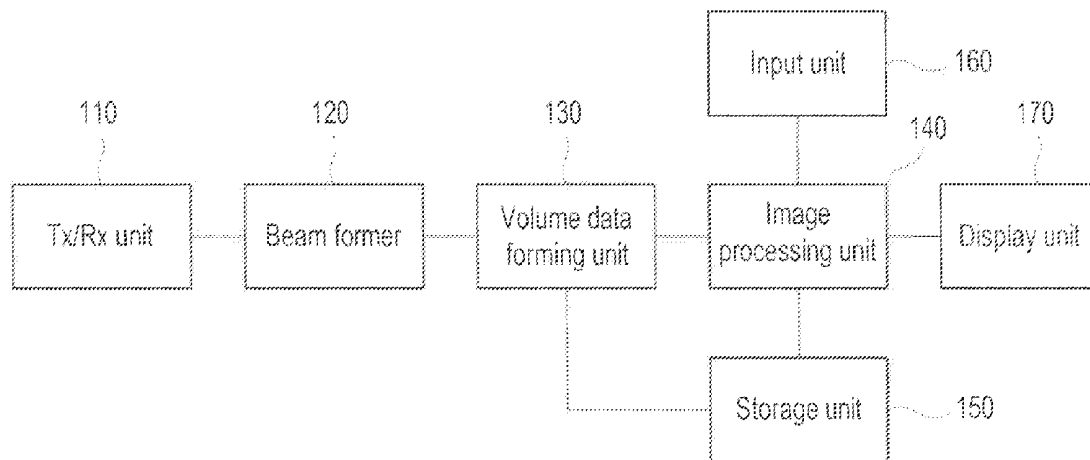 Input unit
160
110
120
130
140
170
Tx/Rx unit
Beam former
Volume data
forming unit
Image
processing unit
Display unit
Storage unit
150